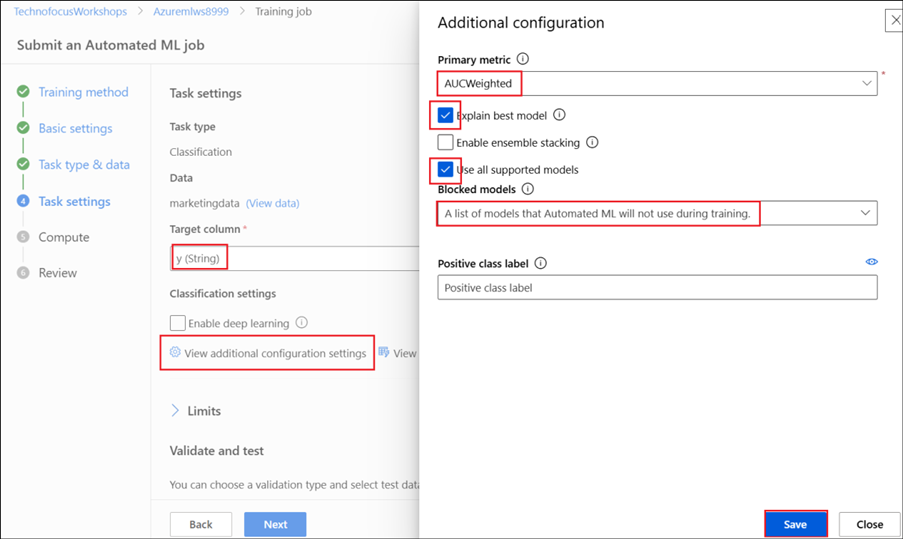 TechnofocusWorkshops > Azuremlws8999 > Training job
Submit an Automated ML job
Training method
Basic settings
Task type & data
4 Task settings
5 Compute
6 Review
Task settings
Task type
Classification
Data
marketingdata (View data)
Target column *
y (String)
Classification settings
Enable deep learning
View additional configuration settings View
Limits
Validate and test
You can choose a validation type and select test data
Back Next
Additional configuration
Primary metric
*
AUCWeighted
Explain best model
Enable ensemble stacking
Use all supported models
Blocked models
A list of models that Automated ML will not use during training.
Positive class label
Positive class label
Save Close